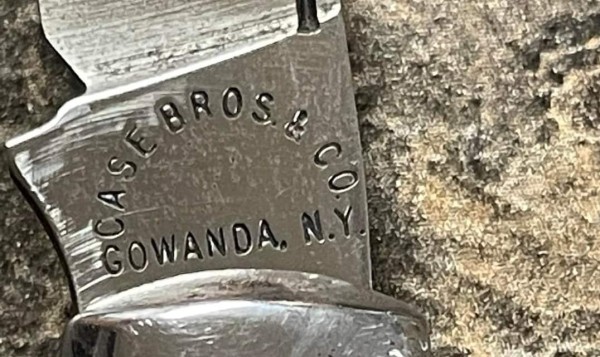 CASE BROS. & CO.
GOWANDA, N.Y.